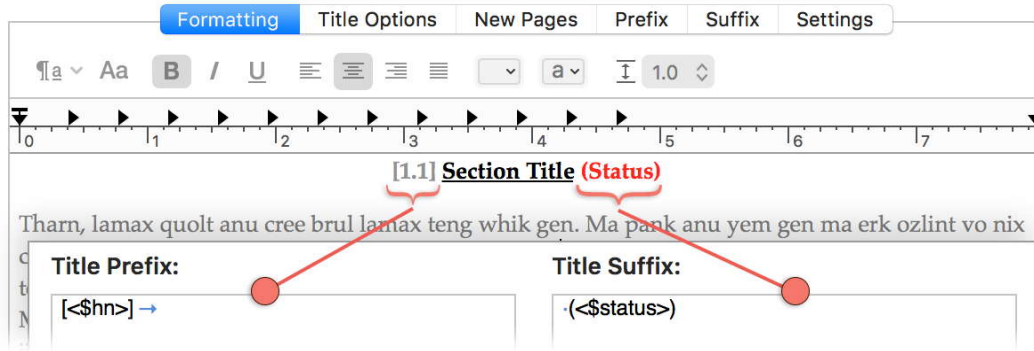 Formatting Title Options New Pages Prefix Suffix Settings
¶a Aa B I U a 1.0
0 1 2 3 4 5 6 7
[1.1] Section Title (Status)
Tharn, lamax quolt anu cree brul lamax teng whik gen. Ma pank anu yem gen ma erk ozlint vo nix
Title Prefix: Title Suffix:
[<$hn>] → ·(<$status>)